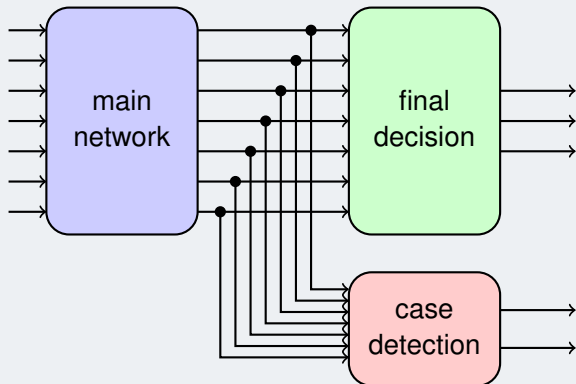 main
network
final
decision
case
detection